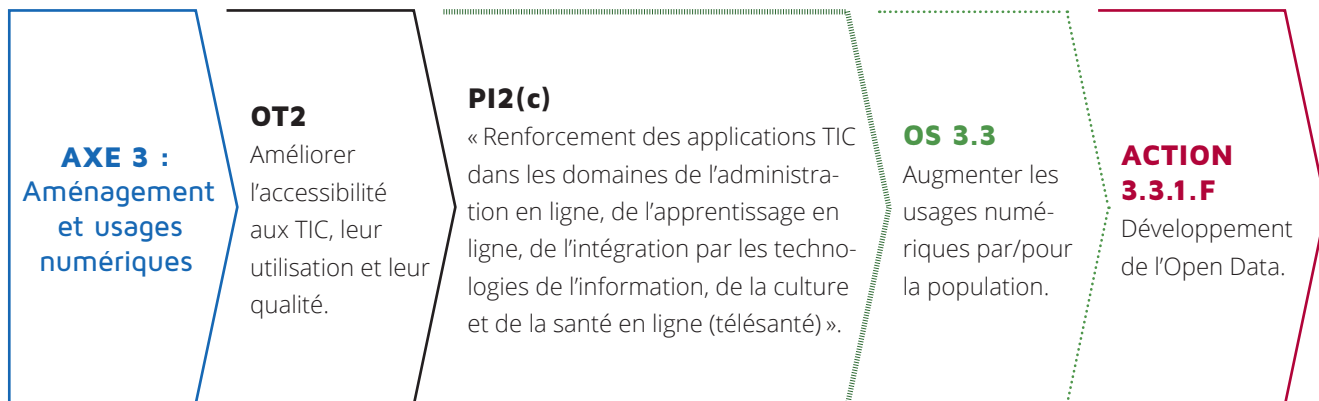 AXE 3 :
Aménagement
et usages
numériques
OT2
Améliorer
l’accessibilité
aux TIC, leur
utilisation et leur
qualité.
PI2(c)
« Renforcement des applications TIC
dans les domaines de l’administra-
tion en ligne, de l’apprentissage en
ligne, de l’intégration par les techno-
logies de l’information, de la culture
et de la santé en ligne (télésanté) ».
OS 3.3
Augmenter les
usages numé-
riques par/pour
la population.
ACTION
3.3.1.F
Développement
de l’Open Data.